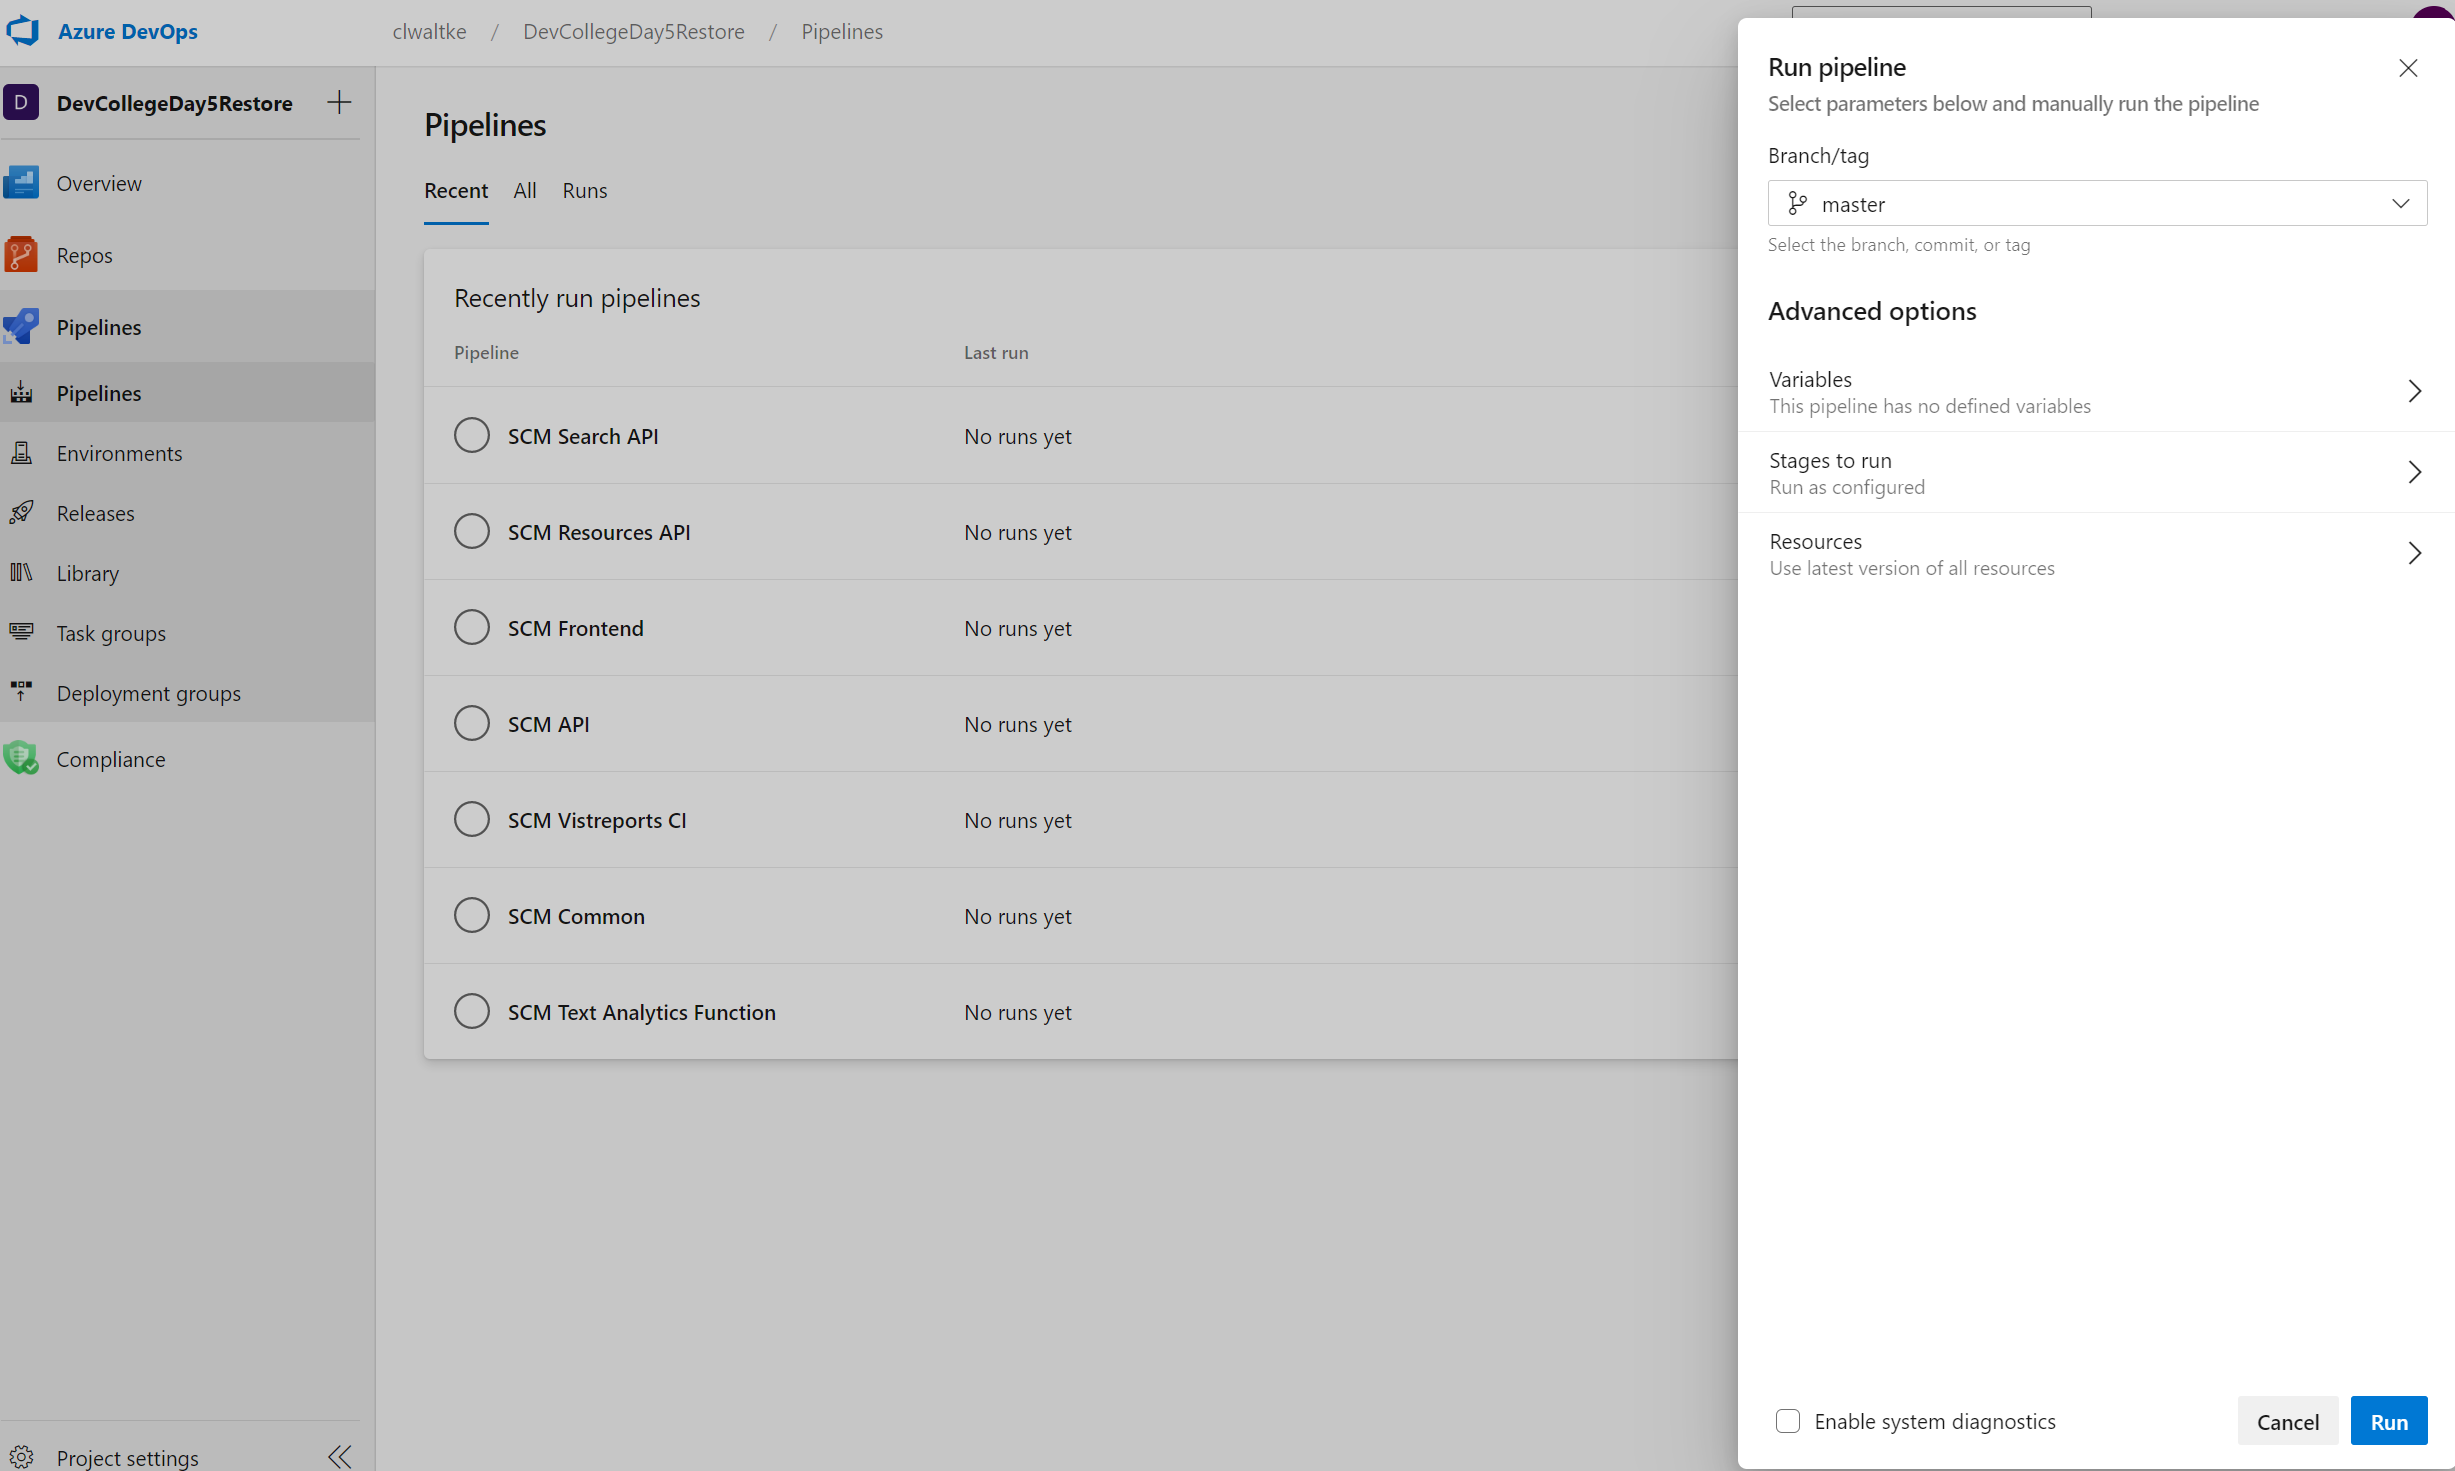 Azure DevOps
clwaltke / DevCollegeDay5Restore / Pipelines
D DevCollegeDay5Restore
Overview
Repos
Pipelines
Pipelines
Environments
Releases
Library
Task groups
Deployment groups
Compliance
Project settings
Pipelines
Recent All Runs
Recently run pipelines
Pipeline Last run
SCM Search API No runs yet
SCM Resources API No runs yet
SCM Frontend No runs yet
SCM API No runs yet
SCM Vistreports CI No runs yet
SCM Common No runs yet
SCM Text Analytics Function No runs yet
Run pipeline
Select parameters below and manually run the pipeline
Branch/tag
master
Select the branch, commit, or tag
Advanced options
Variables
This pipeline has no defined variables
Stages to run
Run as configured
Resources
Use latest version of all resources
Enable system diagnostics Cancel Run